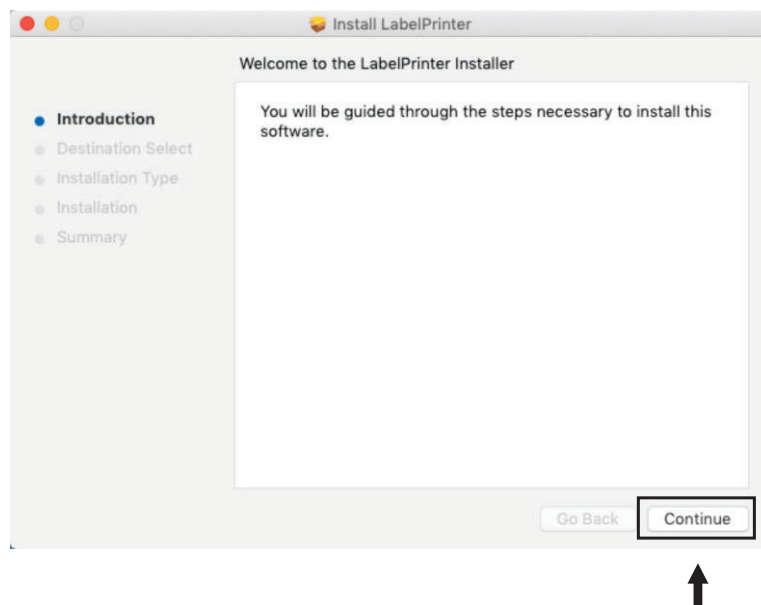 Install LabelPrinter
Welcome to the LabelPrinter Installer
Introduction
Destination Select
Installation Type
Installation
Summary
You will be guided through the steps necessary to install this
software.
Go Back
Continue